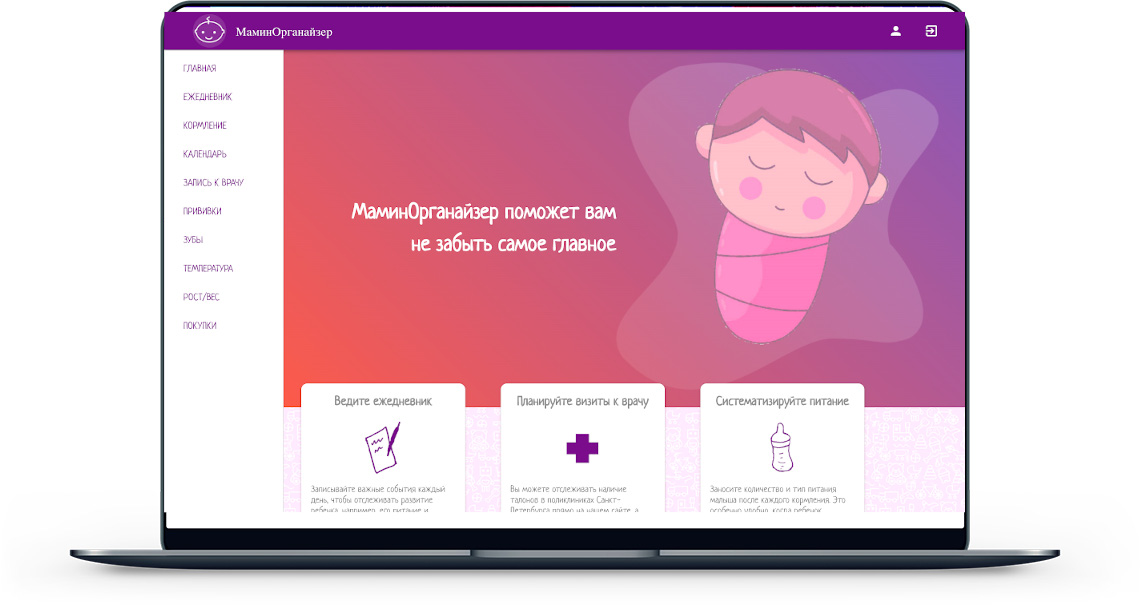 МаминОрганайзер
ГЛАВНАЯ
ЕЖЕДНЕВНИК
КОРМЛЕНИЕ
КАЛЕНДАРЬ
ЗАПИСЬ К ВРАЧУ
ПРИВИВКИ
ЗУБЫ
ТЕМПЕРАТУРА
РОСТ/ВЕС
ПОКУПКИ
МаминОрганайзер поможет вам
не забыть самое главное
Ведите ежедневник
Записывайте важные события каждый
день, чтобы отслеживать развитие
ребенка, например, его питание и
Планируйте визиты к врачу
Вы можете отслеживать наличие
талонов в поликлиниках Санкт-
Петербурга прямо на нашем сайте, а
Систематизируйте питание
Заносите количество и тип питания
малыша после каждого кормления. Это
особенно удобно, когда ребенок